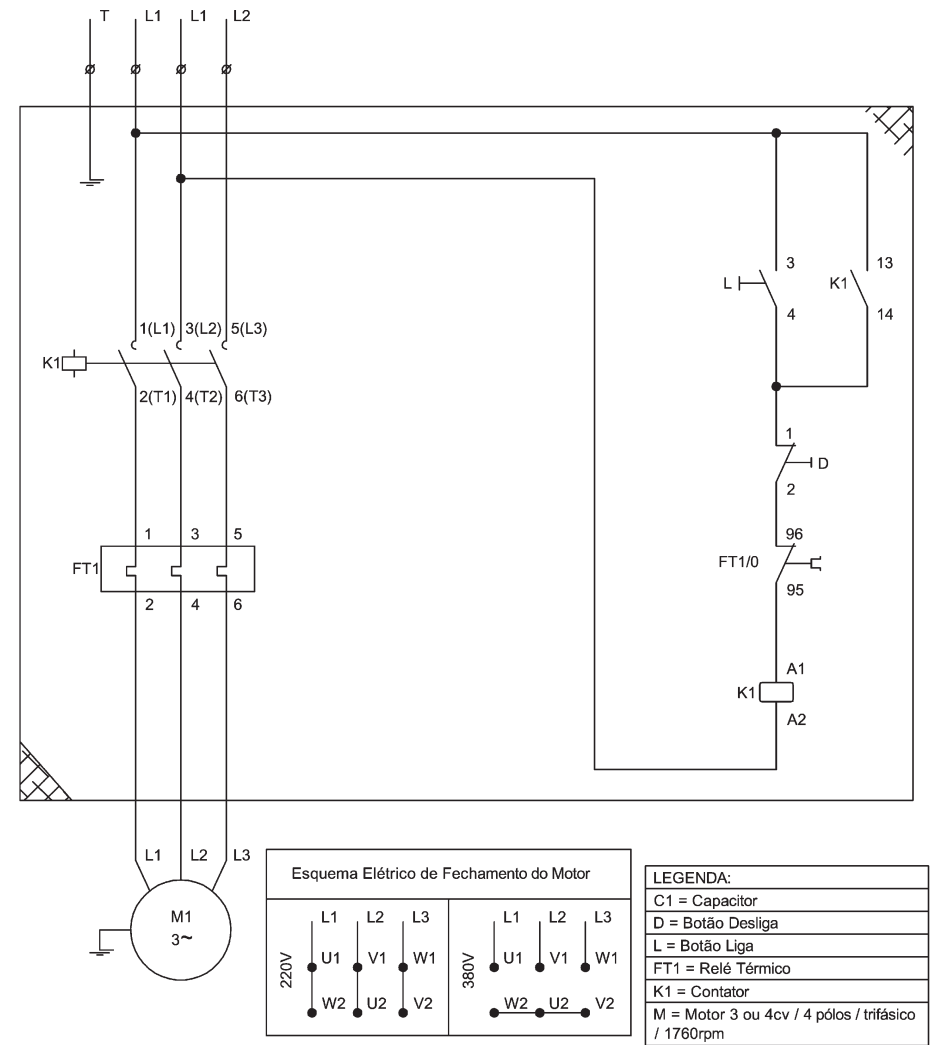 T L1 L1 L2
3 13
L K1
4 14
1(L1) 3(L2) 5(L3)
K1
2(T1) 4(T2) 6(T3)
1
D
2
1 3 5
FT1
2 4 6
96
FT1/0
95
A1
K1
A2
L1 L2 L3
M1
3~
Esquema Elétrico de Fechamento do Motor
220V
L1 L2 L3
U1 V1 W1
W2 U2 V2
380V
L1 L2 L3
U1 V1 W1
W2 U2 V2
LEGENDA:
C1 = Capacitor
D = Botão Desliga
L = Botão Liga
FT1 = Relé Térmico
K1 = Contator
M = Motor 3 ou 4cv / 4 pólos / trifásico
/ 1760rpm